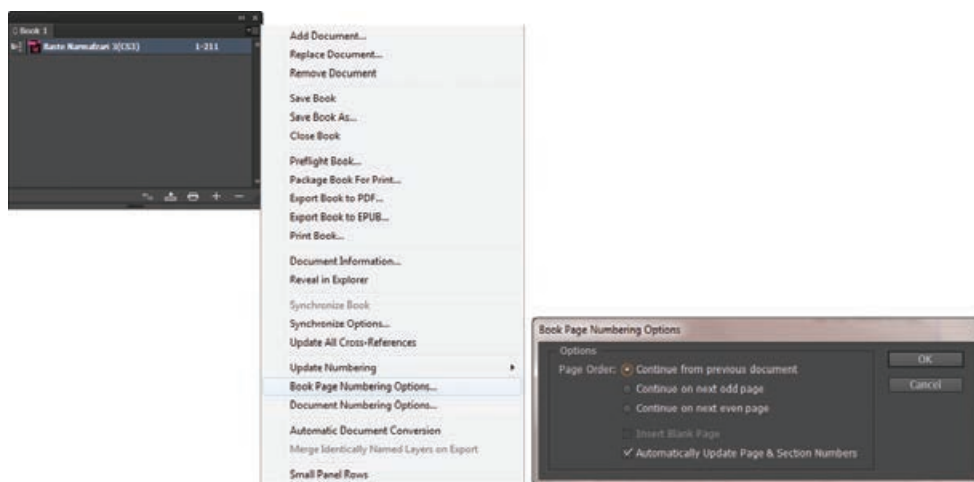 Book 1
Baste Narmafzari 3(CS3) 1-211
Add Document...
Replace Document...
Remove Document
Save Book
Save Book As...
Close Book
Preflight Book...
Package Book For Print...
Export Book to PDF...
Export Book to EPUB...
Print Book...
Document Information...
Reveal in Explorer
Synchronize Book
Synchronize Options...
Update All Cross-References
Update Numbering
Book Page Numbering Options...
Document Numbering Options...
Automatic Document Conversion
Merge Identically Named Layers on Export
Small Panel Rows
Book Page Numbering Options
Options
Page Order: Continue from previous document
Continue on next odd page
Continue on next even page
Insert Blank Page
Automatically Update Page & Section Numbers
OK
Cancel